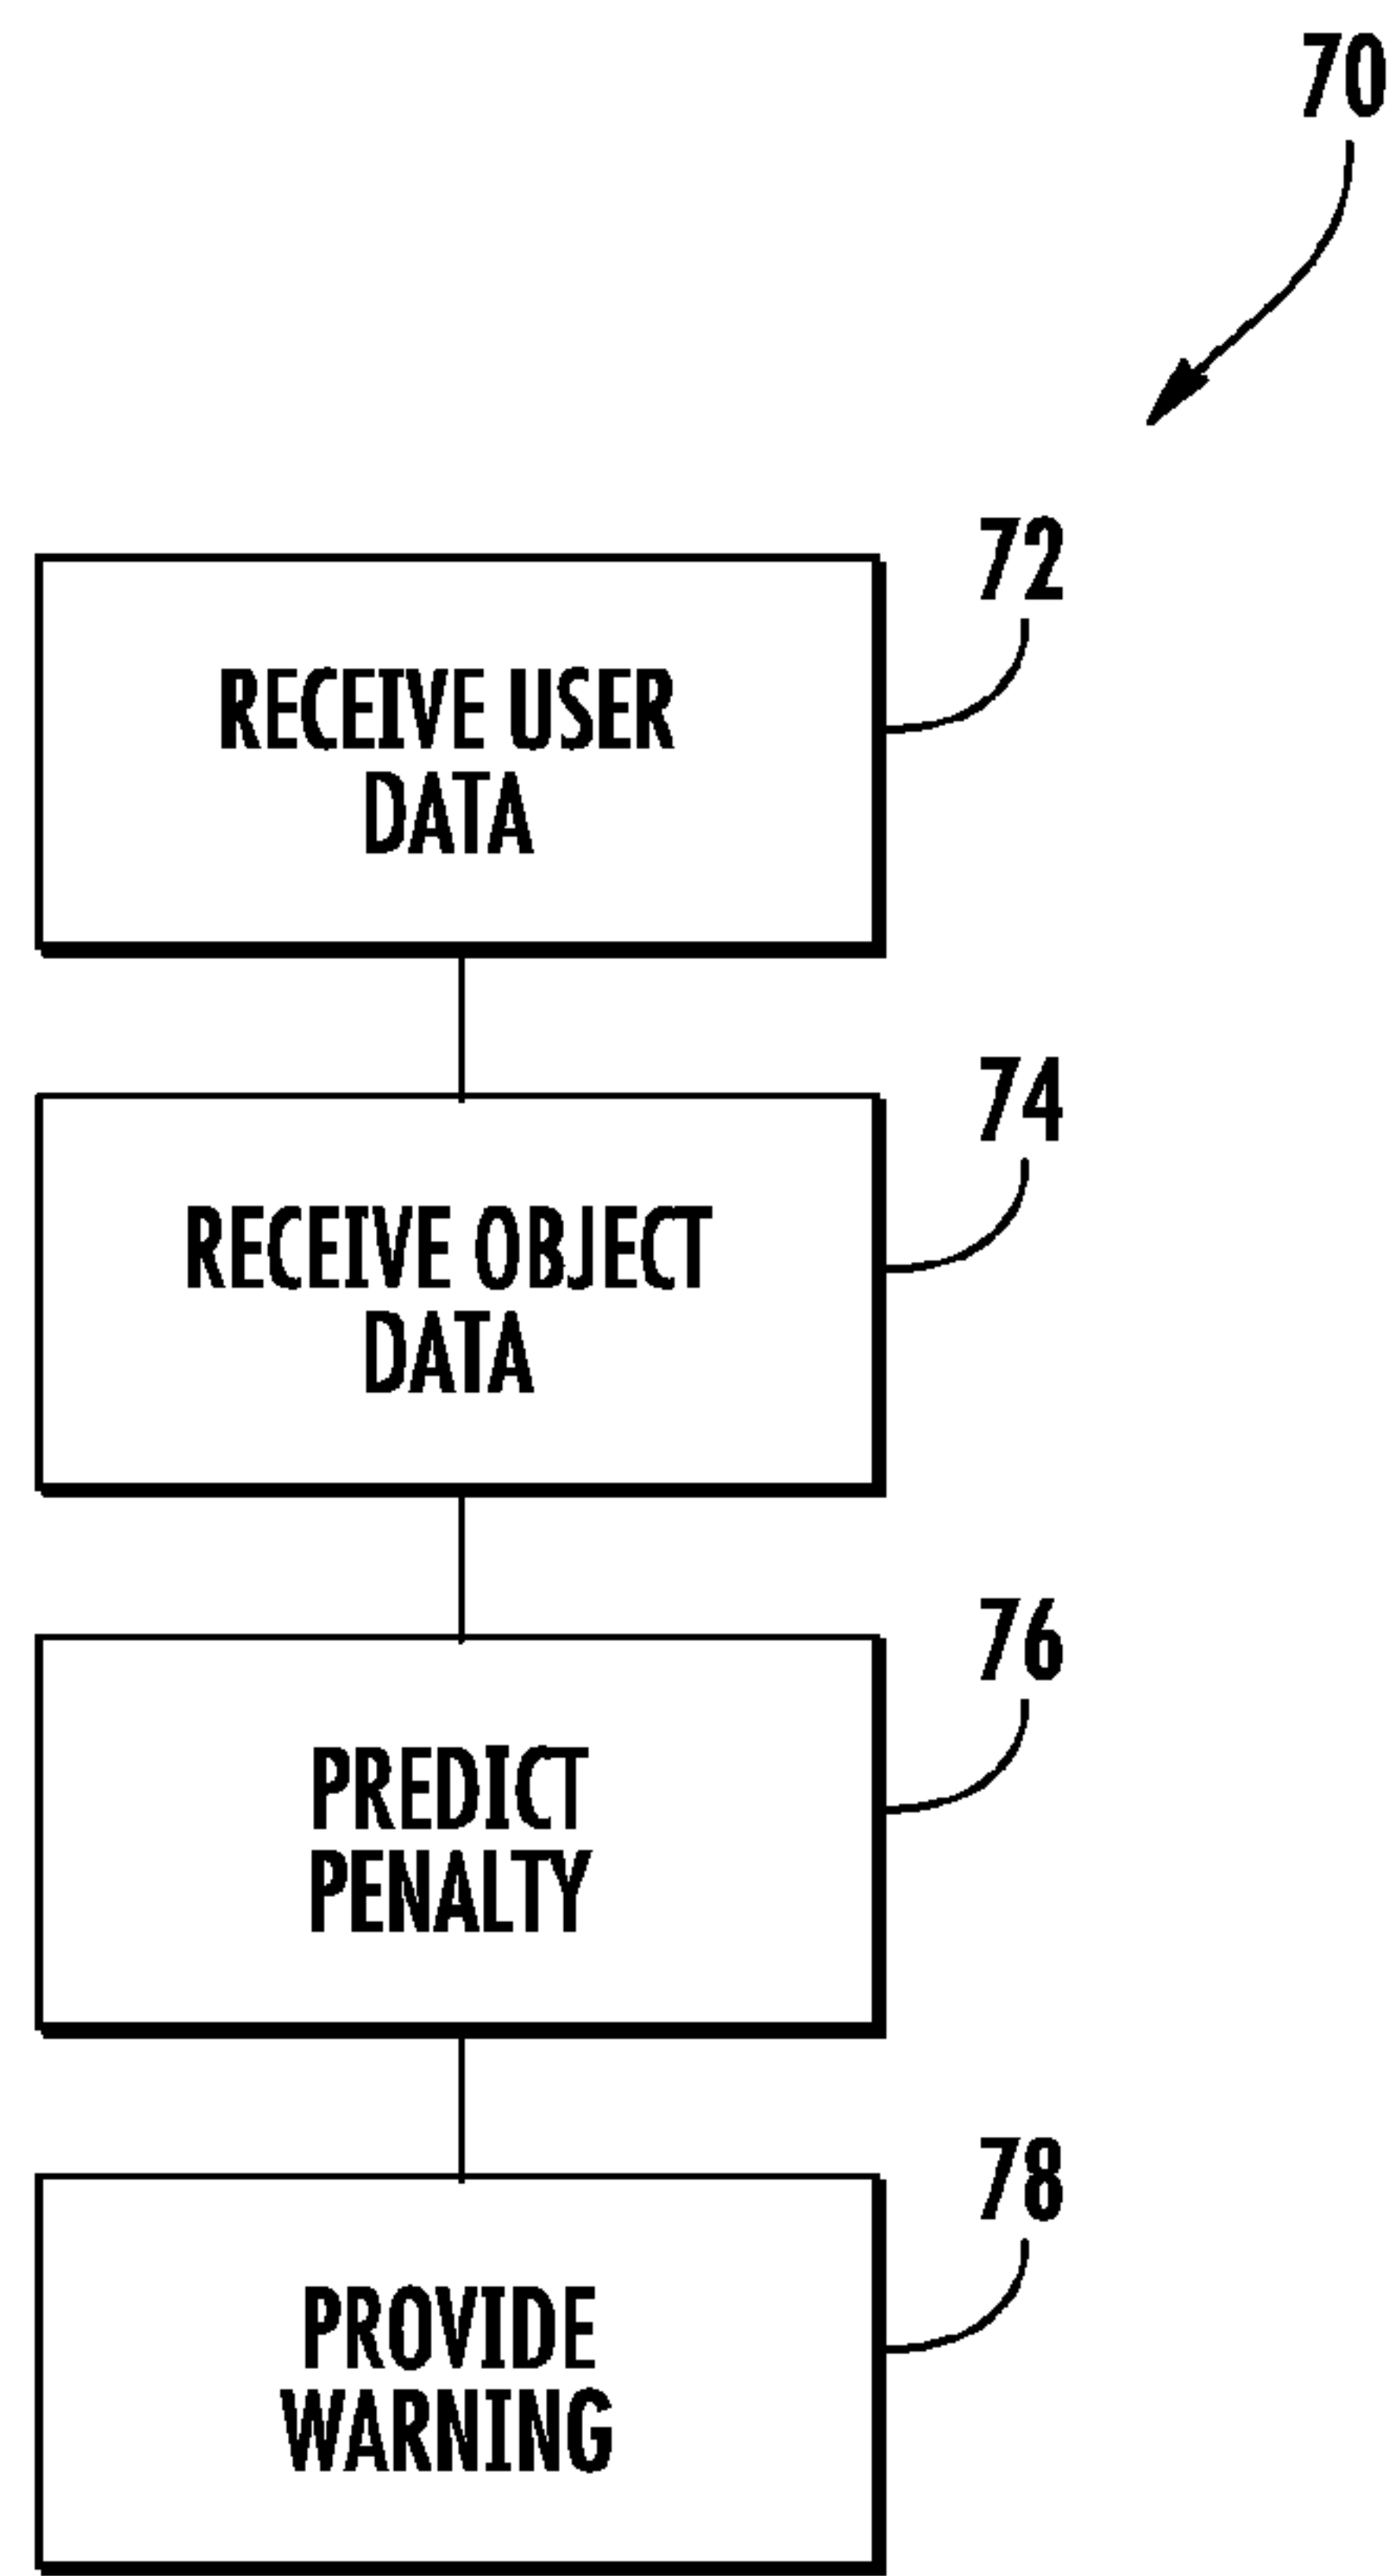 70
72
RECEIVE USER
DATA
74
RECEIVE OBJECT
DATA
76
PREDICT
PENALTY
78
PROVIDE
WARNING